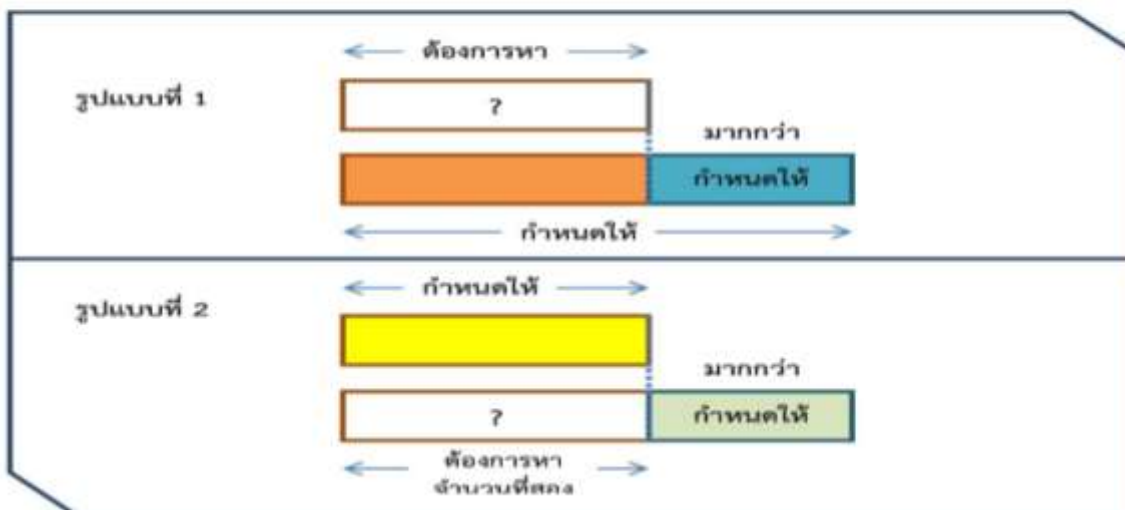 ต้องการหา
รูปแบบที่ 1
?
มากกว่า
กำหนดให้
กำหนดให้
กำหนดให้
รูปแบบที่ 2
มากกว่า
?
กำหนดให้
ต้องการหา
จำนวนที่สอง